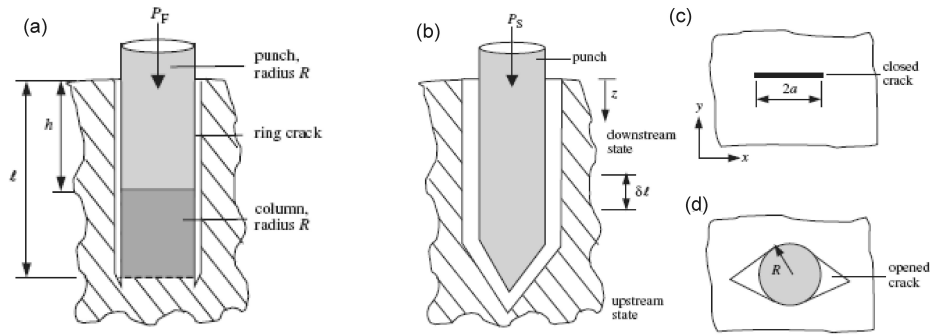 (a)
P_F
punch,
radius R
h
ring crack
ℓ
column,
radius R
(b)
P_S
punch
z
downstream
state
δℓ
upstream
state
(c)
closed
crack
2a
y
x
(d)
R
opened
crack